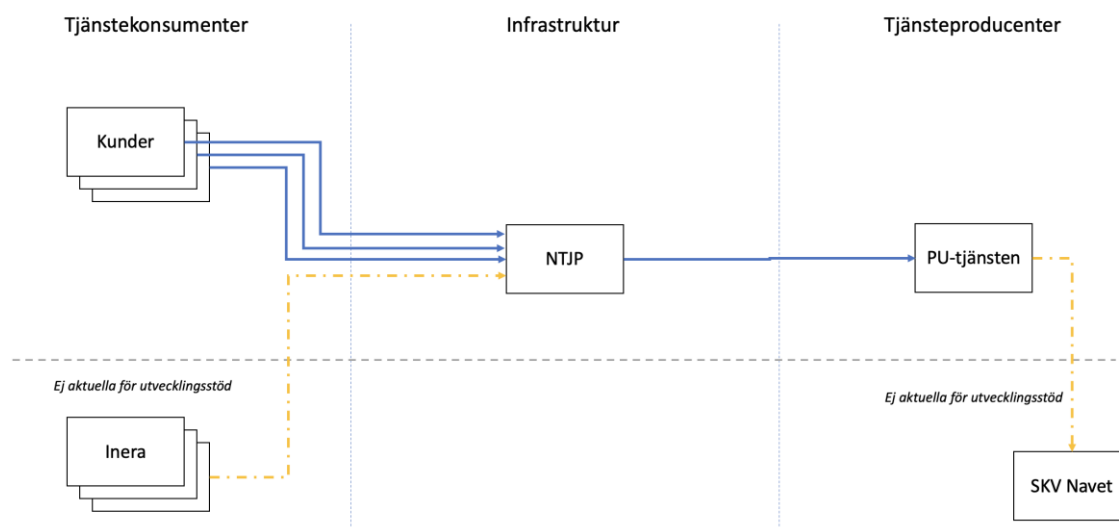 Tjänstekonsumenter
Infrastruktur
Tjänsteproducenter
Kunder
NTJP
PU-tjänsten
Ej aktuella för utvecklingsstöd
Ej aktuella för utvecklingsstöd
Inera
SKV Navet